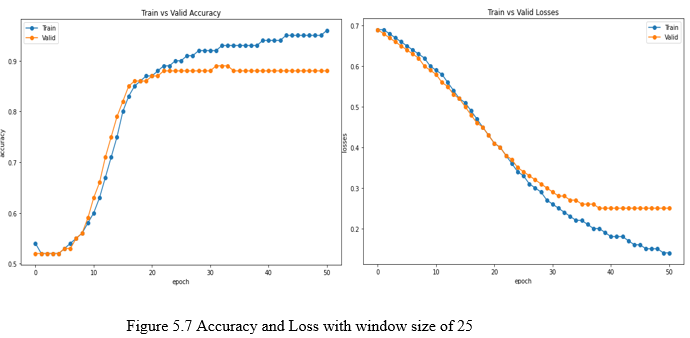 Train vs Valid Accuracy
Train
Valid
0.9
0.8
0.7
0.6
0.5
accuracy
0 10 20 30 40 50
epoch
Train vs Valid Losses
Train
Valid
0.7
0.6
0.5
0.4
0.3
0.2
losses
0 10 20 30 40 50
epoch
Figure 5.7 Accuracy and Loss with window size of 25